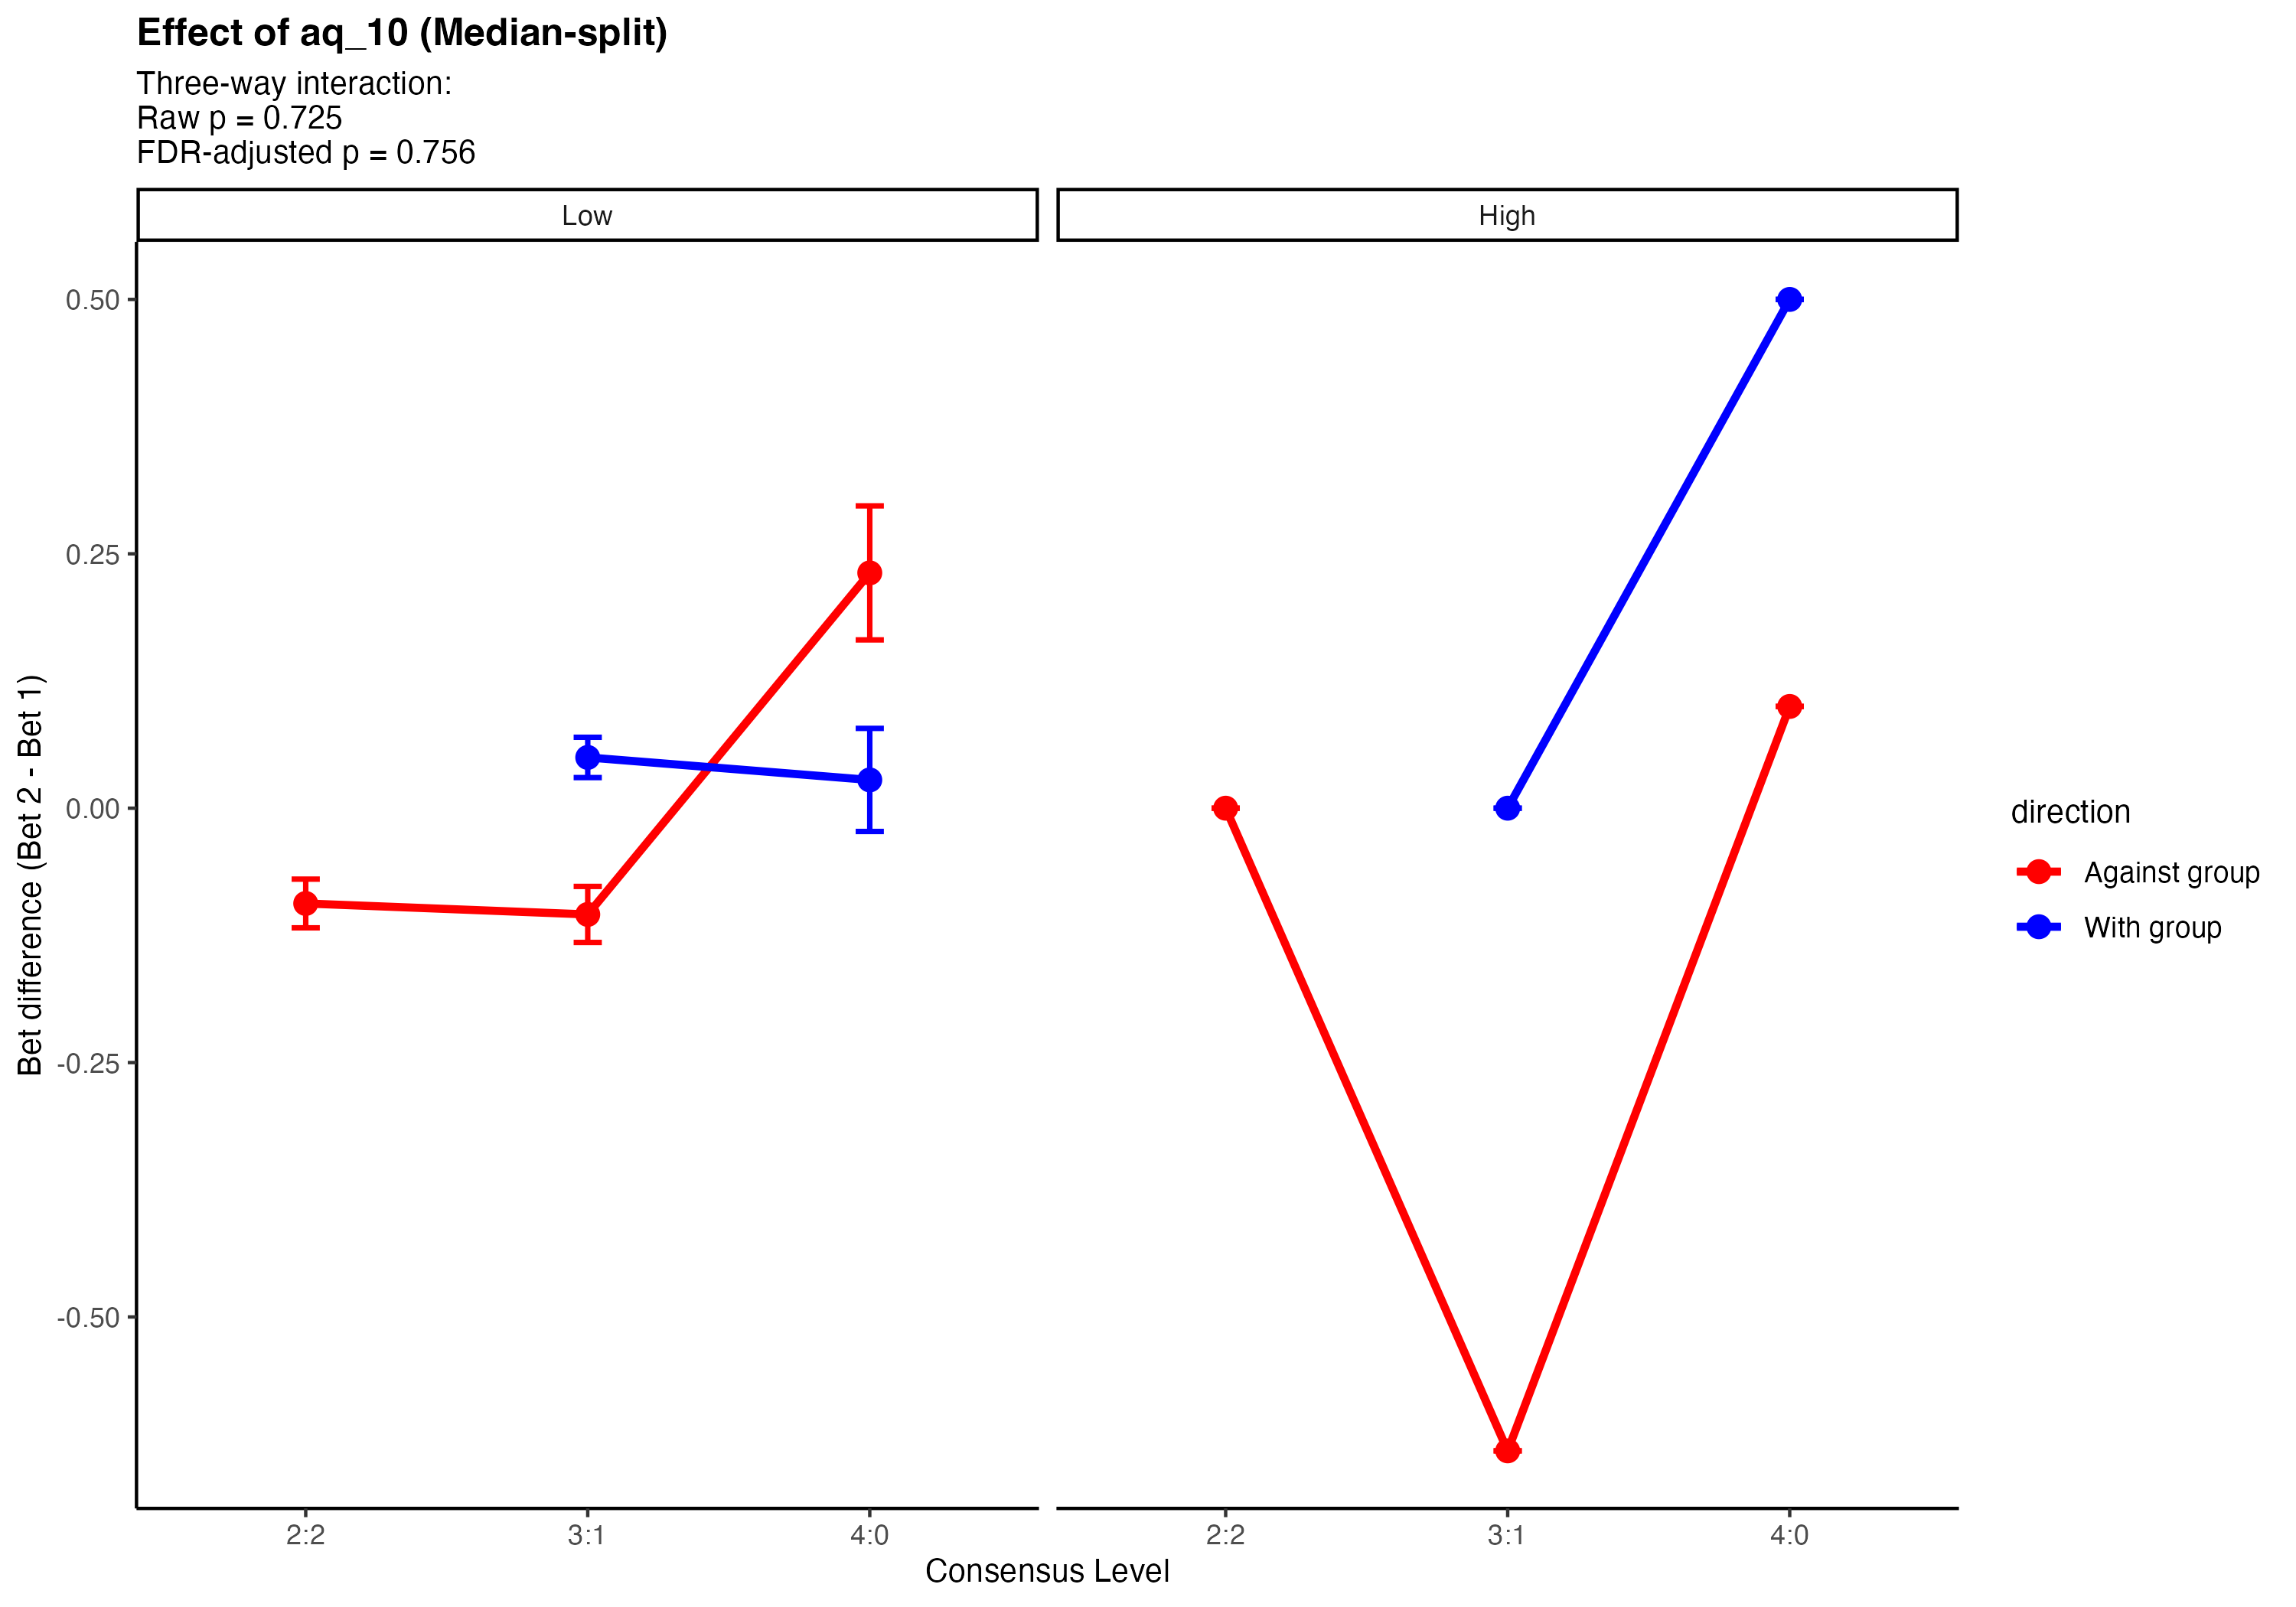 Effect of aq_10 (Median-split)
Three-way interaction:
Raw p = 0.725
FDR-adjusted p = 0.756
Low
High
0.50
0.25
0.00
-0.25
-0.50
Bet difference (Bet 2 - Bet 1)
2:2
3:1
4:0
2:2
3:1
4:0
Consensus Level
direction
Against group
With group